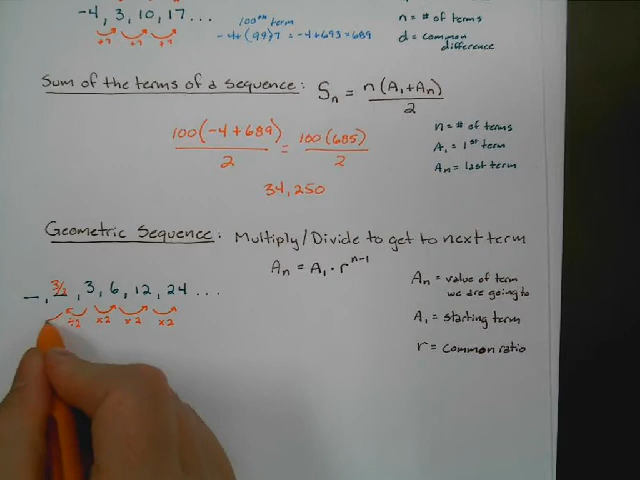 -4, 3, 10, 17 ...
+7 +7 +7
100th term
-4+(99)7 = -4+693 = 689
n = # of terms
d = common difference
Sum of the terms of a sequence: Sn = n(A1+An) / 2
100(-4+689) / 2 = 100(685) / 2
34,250
n = # of terms
A1 = 1st term
An = last term
Geometric Sequence: Multiply/Divide to get to next term
An = A1 · r^n-1
_, 3/2, 3, 6, 12, 24 ...
÷2 x2 x2 x2
An = value of term
we are going to
A1 = starting term
r = common ratio